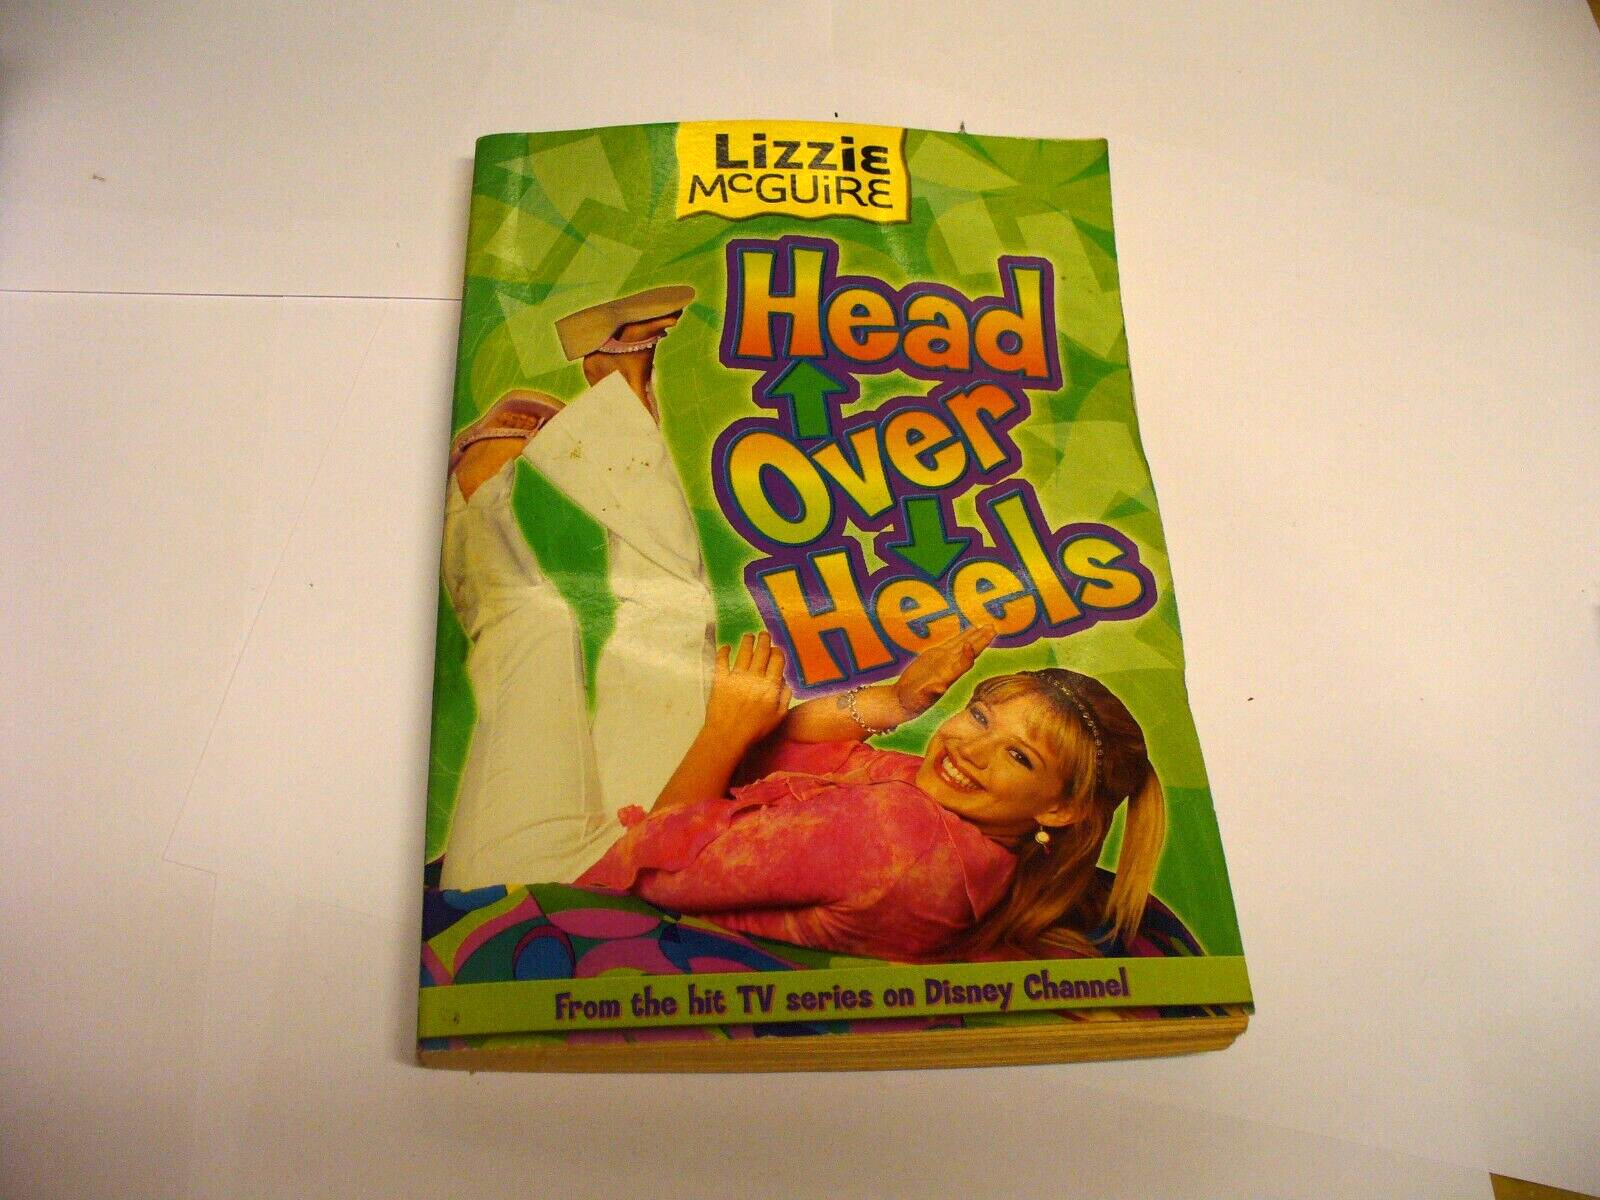 Lizzie
McGuire
Head
Over
Heels
From the hit TV series on Disney Channel